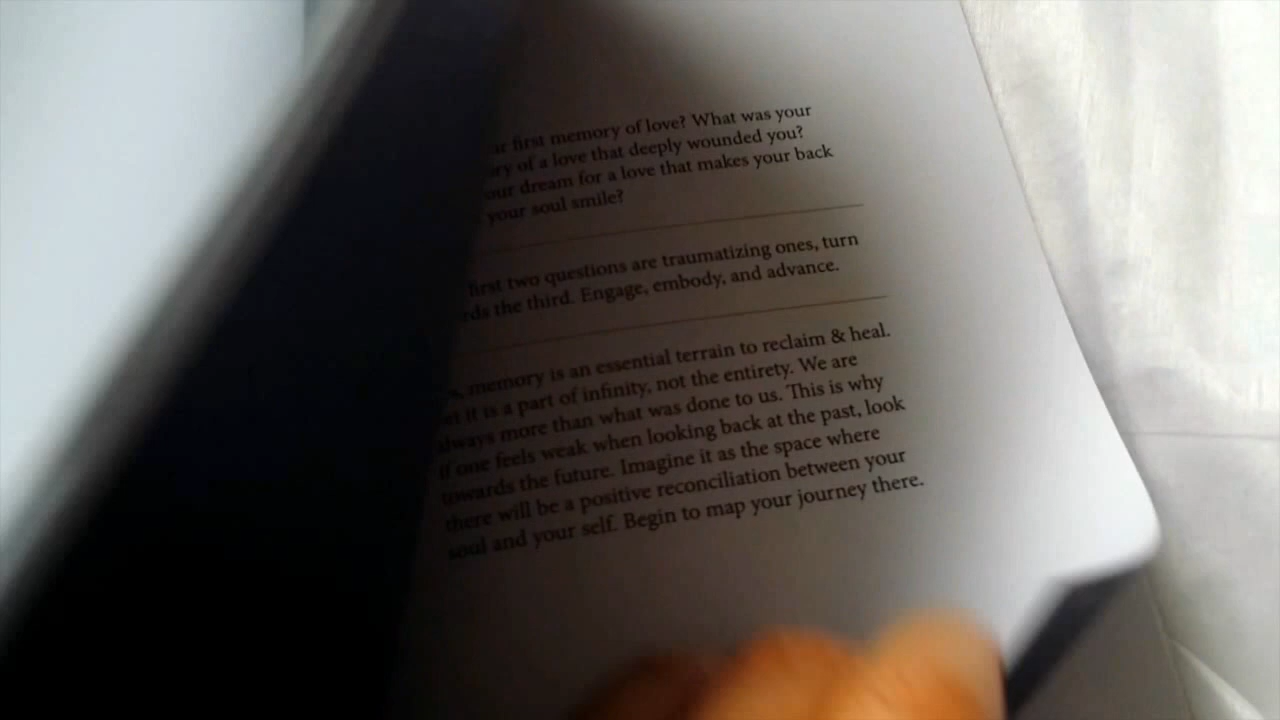 first memory of love? What was your
of a love that deeply wounded you?
dream for a love that makes your back
your soul smile?
first two questions are traumatizing ones, turn
the third. Engage, embody, and advance.
memory is an essential terrain to reclaim & heal.
it is a part of infinity, not the entirety. We are
always more than what was done to us. This is why
if one feels weak when looking back at the past, look
towards the future. Imagine it as the space where
there will be a positive reconciliation between your
soul and your self. Begin to map your journey there.